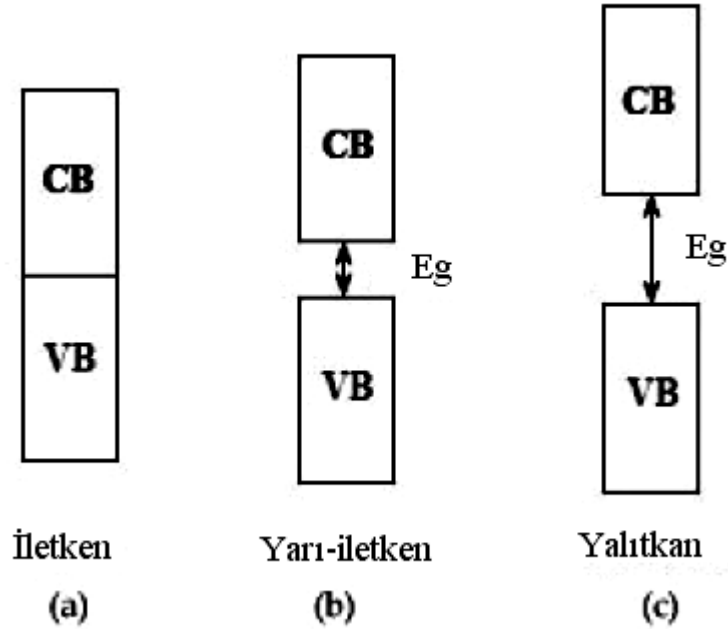 CB
VB
İletken
(a)
CB
Eg
VB
Yarı-iletken
(b)
CB
Eg
VB
Yalıtkan
(c)